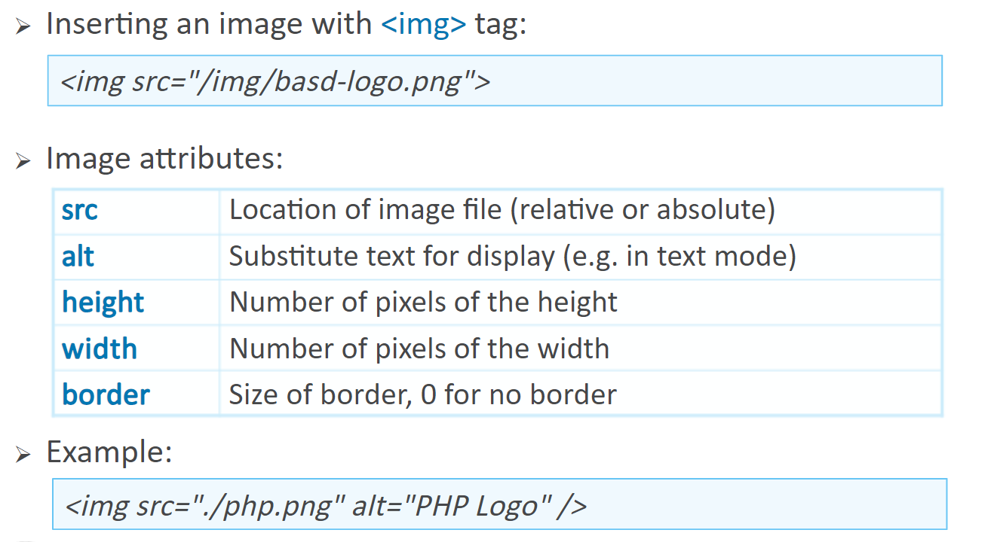 ➢ Inserting an image with <img> tag:
<img src="/img/basd-logo.png">
➢ Image attributes:
src Location of image file (relative or absolute)
alt Substitute text for display (e.g. in text mode)
height Number of pixels of the height
width Number of pixels of the width
border Size of border, 0 for no border
➢ Example:
<img src="./php.png" alt="PHP Logo" />